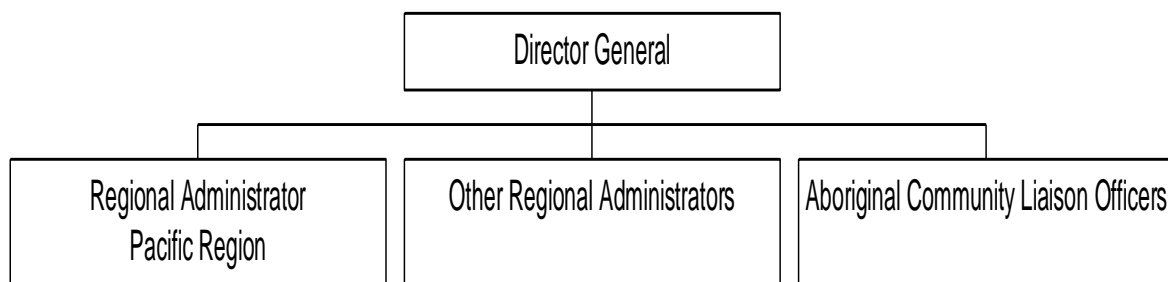 Director General
Regional Administrator
Pacific Region
Other Regional Administrators
Aboriginal Community Liaison Officers